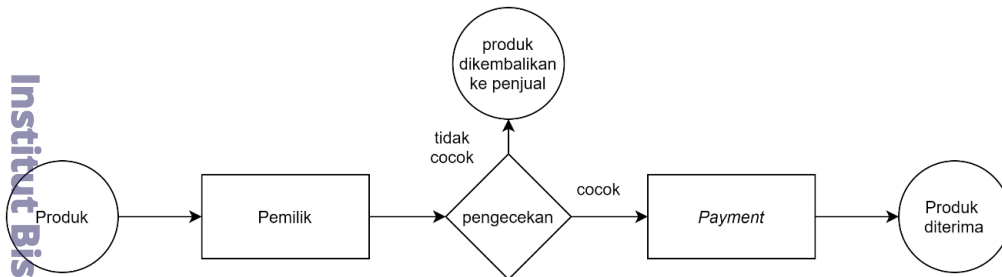 produk
dikembalikan
ke penjual
tidak
cocok
Institut Bis
Produk
Pemilik
pengecekan
cocok
Payment
Produk
diterima